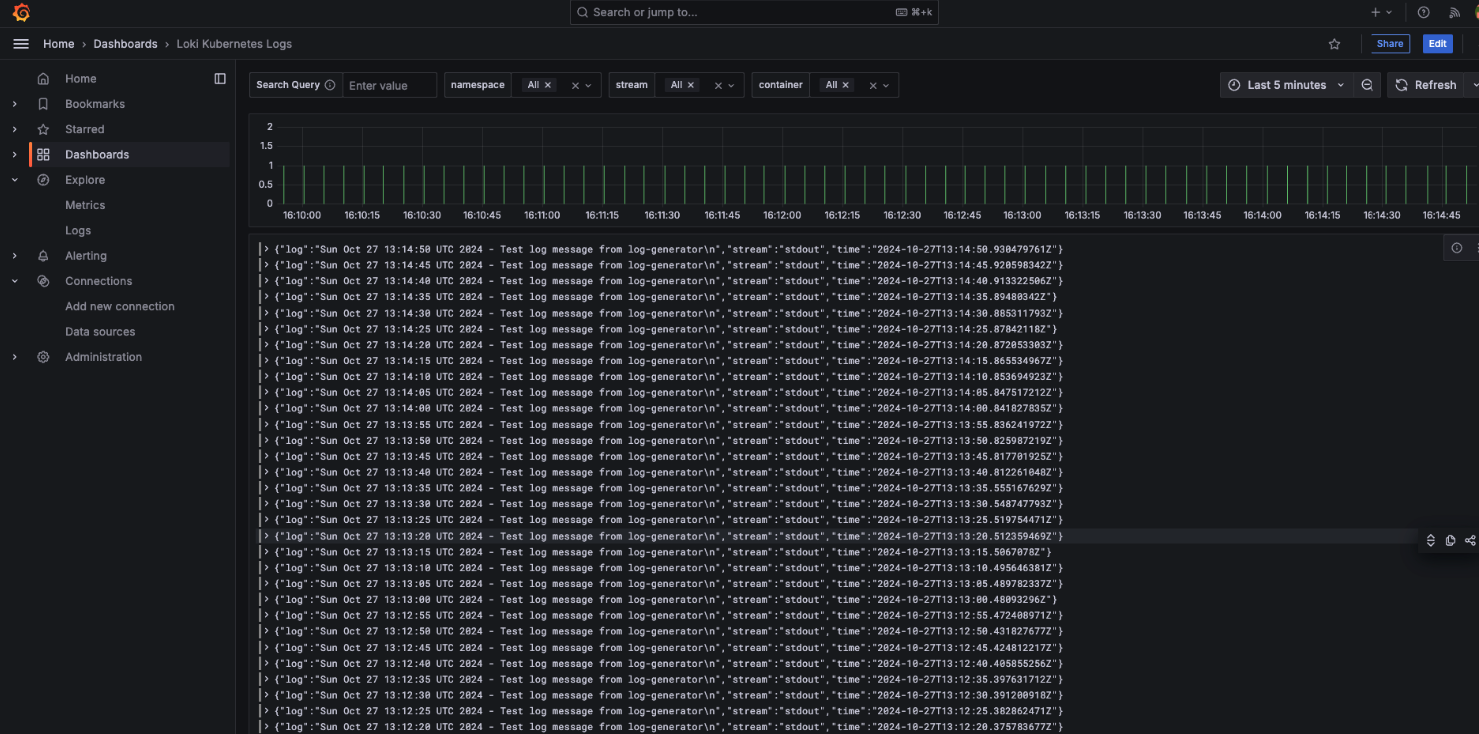 Search or jump to... ⌘+k
Home › Dashboards › Loki Kubernetes Logs
Share Edit
Home
Bookmarks
Starred
Dashboards
Explore
Metrics
Logs
Alerting
Connections
Add new connection
Data sources
Administration
Search Query Enter value namespace All stream All container All Last 5 minutes Refresh
2
1.5
1
0.5
0
16:10:00 16:10:15 16:10:30 16:10:45 16:11:00 16:11:15 16:11:30 16:11:45 16:12:00 16:12:15 16:12:30 16:12:45 16:13:00 16:13:15 16:13:30 16:13:45 16:14:00 16:14:15 16:14:30 16:14:45
{"log":"Sun Oct 27 13:14:50 UTC 2024 - Test log message from log-generator\n","stream":"stdout","time":"2024-10-27T13:14:50.930479761Z"}
{"log":"Sun Oct 27 13:14:45 UTC 2024 - Test log message from log-generator\n","stream":"stdout","time":"2024-10-27T13:14:45.920598342Z"}
{"log":"Sun Oct 27 13:14:40 UTC 2024 - Test log message from log-generator\n","stream":"stdout","time":"2024-10-27T13:14:40.913322506Z"}
{"log":"Sun Oct 27 13:14:35 UTC 2024 - Test log message from log-generator\n","stream":"stdout","time":"2024-10-27T13:14:35.89480342Z"}
{"log":"Sun Oct 27 13:14:30 UTC 2024 - Test log message from log-generator\n","stream":"stdout","time":"2024-10-27T13:14:30.885311793Z"}
{"log":"Sun Oct 27 13:14:25 UTC 2024 - Test log message from log-generator\n","stream":"stdout","time":"2024-10-27T13:14:25.87842118Z"}
{"log":"Sun Oct 27 13:14:20 UTC 2024 - Test log message from log-generator\n","stream":"stdout","time":"2024-10-27T13:14:20.872053303Z"}
{"log":"Sun Oct 27 13:14:15 UTC 2024 - Test log message from log-generator\n","stream":"stdout","time":"2024-10-27T13:14:15.865534967Z"}
{"log":"Sun Oct 27 13:14:10 UTC 2024 - Test log message from log-generator\n","stream":"stdout","time":"2024-10-27T13:14:10.853694923Z"}
{"log":"Sun Oct 27 13:14:05 UTC 2024 - Test log message from log-generator\n","stream":"stdout","time":"2024-10-27T13:14:05.847517212Z"}
{"log":"Sun Oct 27 13:14:00 UTC 2024 - Test log message from log-generator\n","stream":"stdout","time":"2024-10-27T13:14:00.841827835Z"}
{"log":"Sun Oct 27 13:13:55 UTC 2024 - Test log message from log-generator\n","stream":"stdout","time":"2024-10-27T13:13:55.836241972Z"}
{"log":"Sun Oct 27 13:13:50 UTC 2024 - Test log message from log-generator\n","stream":"stdout","time":"2024-10-27T13:13:50.825987219Z"}
{"log":"Sun Oct 27 13:13:45 UTC 2024 - Test log message from log-generator\n","stream":"stdout","time":"2024-10-27T13:13:45.817701925Z"}
{"log":"Sun Oct 27 13:13:40 UTC 2024 - Test log message from log-generator\n","stream":"stdout","time":"2024-10-27T13:13:40.812261048Z"}
{"log":"Sun Oct 27 13:13:35 UTC 2024 - Test log message from log-generator\n","stream":"stdout","time":"2024-10-27T13:13:35.555167629Z"}
{"log":"Sun Oct 27 13:13:30 UTC 2024 - Test log message from log-generator\n","stream":"stdout","time":"2024-10-27T13:13:30.548747793Z"}
{"log":"Sun Oct 27 13:13:25 UTC 2024 - Test log message from log-generator\n","stream":"stdout","time":"2024-10-27T13:13:25.519754471Z"}
{"log":"Sun Oct 27 13:13:20 UTC 2024 - Test log message from log-generator\n","stream":"stdout","time":"2024-10-27T13:13:20.512359469Z"}
{"log":"Sun Oct 27 13:13:15 UTC 2024 - Test log message from log-generator\n","stream":"stdout","time":"2024-10-27T13:13:15.5067078Z"}
{"log":"Sun Oct 27 13:13:10 UTC 2024 - Test log message from log-generator\n","stream":"stdout","time":"2024-10-27T13:13:10.495646381Z"}
{"log":"Sun Oct 27 13:13:05 UTC 2024 - Test log message from log-generator\n","stream":"stdout","time":"2024-10-27T13:13:05.489782337Z"}
{"log":"Sun Oct 27 13:13:00 UTC 2024 - Test log message from log-generator\n","stream":"stdout","time":"2024-10-27T13:13:00.48093296Z"}
{"log":"Sun Oct 27 13:12:55 UTC 2024 - Test log message from log-generator\n","stream":"stdout","time":"2024-10-27T13:12:55.472408971Z"}
{"log":"Sun Oct 27 13:12:50 UTC 2024 - Test log message from log-generator\n","stream":"stdout","time":"2024-10-27T13:12:50.431827677Z"}
{"log":"Sun Oct 27 13:12:45 UTC 2024 - Test log message from log-generator\n","stream":"stdout","time":"2024-10-27T13:12:45.424812217Z"}
{"log":"Sun Oct 27 13:12:40 UTC 2024 - Test log message from log-generator\n","stream":"stdout","time":"2024-10-27T13:12:40.405855256Z"}
{"log":"Sun Oct 27 13:12:35 UTC 2024 - Test log message from log-generator\n","stream":"stdout","time":"2024-10-27T13:12:35.397631712Z"}
{"log":"Sun Oct 27 13:12:30 UTC 2024 - Test log message from log-generator\n","stream":"stdout","time":"2024-10-27T13:12:30.391200918Z"}
{"log":"Sun Oct 27 13:12:25 UTC 2024 - Test log message from log-generator\n","stream":"stdout","time":"2024-10-27T13:12:25.382862471Z"}
{"log":"Sun Oct 27 13:12:20 UTC 2024 - Test log message from log-generator\n","stream":"stdout","time":"2024-10-27T13:12:20.375783677Z"}